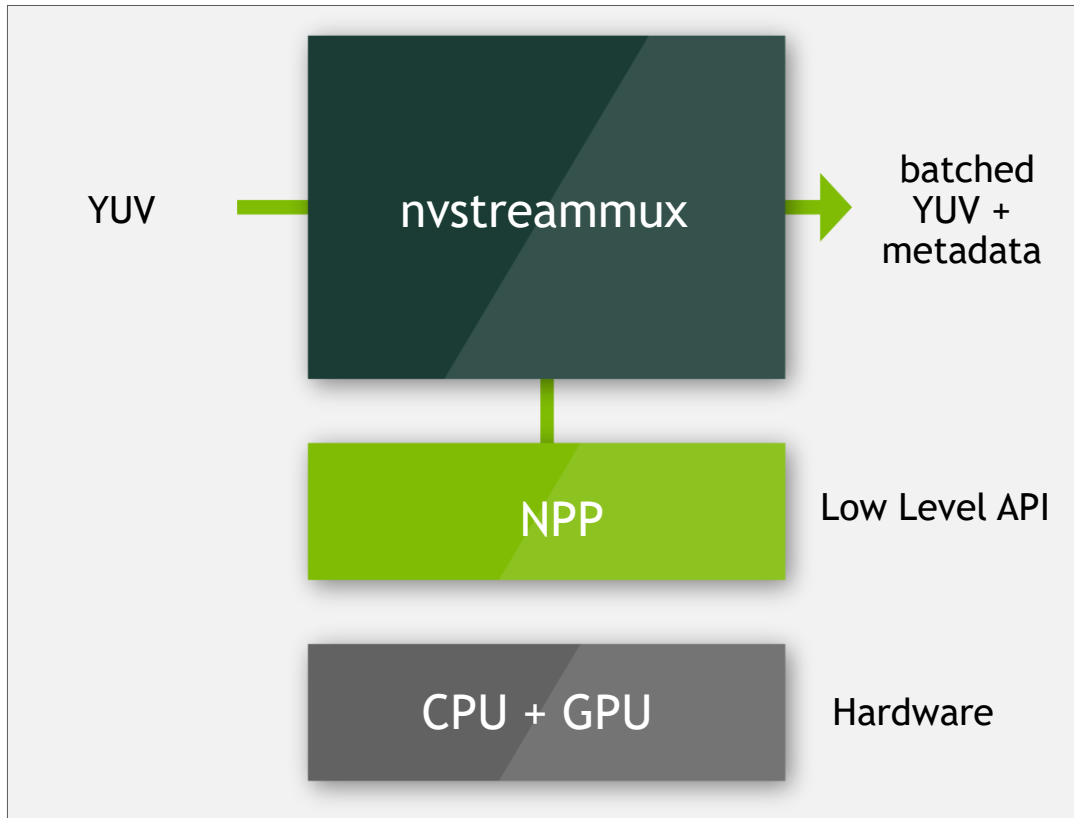 YUV
nvstreammux
batched
YUV +
metadata
NPP
Low Level API
CPU + GPU
Hardware